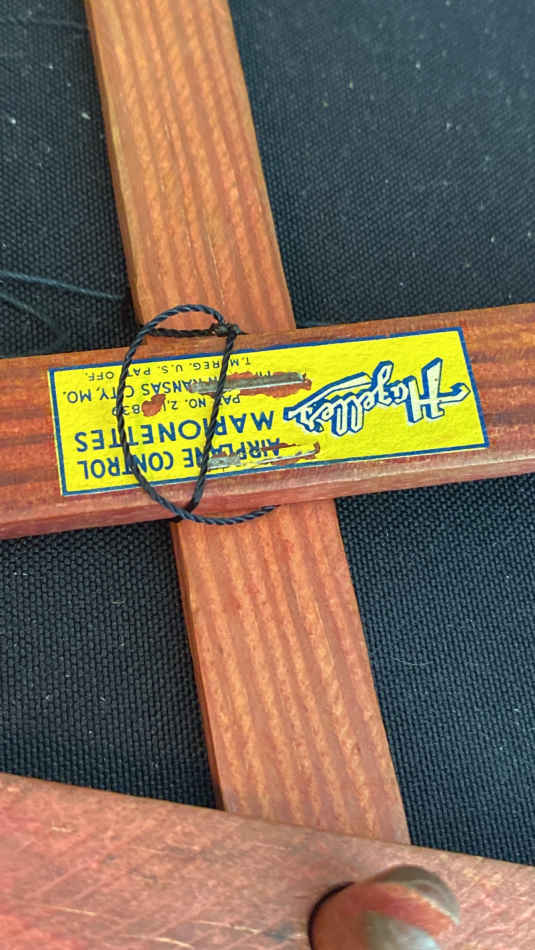 Hazelle's
AIRPLANE CONTROL
MARIONETTES
KANSAS CITY, MO.
T.M. REG. U.S. PAT. OFF.